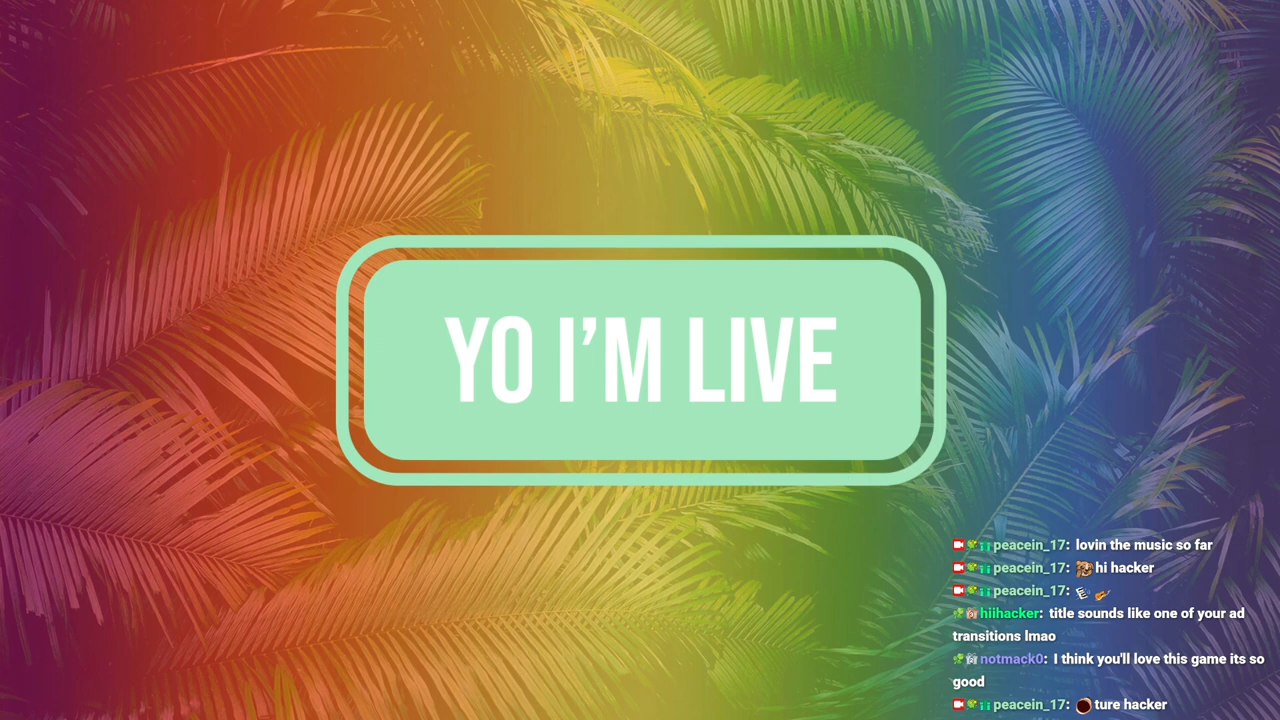 YO I’M LIVE
peacein_17: lovin the music so far
peacein_17: hi hacker
peacein_17:
hiihacker: title sounds like one of your ad
transitions lmao
notmack0: I think you'll love this game its so
good
peacein_17: ture hacker